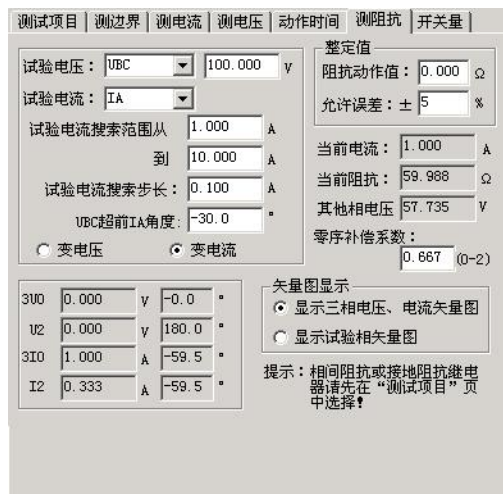 测试项目 测边界 测电流 测电压 动作时间 测阻抗 开关量
试验电压： UBC 100.000 V
试验电流： IA
试验电流搜索范围从 1.000 A
到 10.000 A
试验电流搜索步长： 0.100 A
UBC超前IA角度: -30.0 °
变电压 变电流
整定值
阻抗动作值： 0.000 Ω
允许误差：± 5 %
当前电流： 1.000 A
当前阻抗： 59.988 Ω
其他相电压 57.735 V
零序补偿系数：
0.667 (0-2)
3U0 0.000 V -0.0 °
U2 0.000 V 180.0 °
3I0 1.000 A -59.5 °
I2 0.333 A -59.5 °
矢量图显示
显示三相电压、电流矢量图
显示试验相矢量图
提示：相间阻抗或接地阻抗继电
器请先在“测试项目”页
中选择！